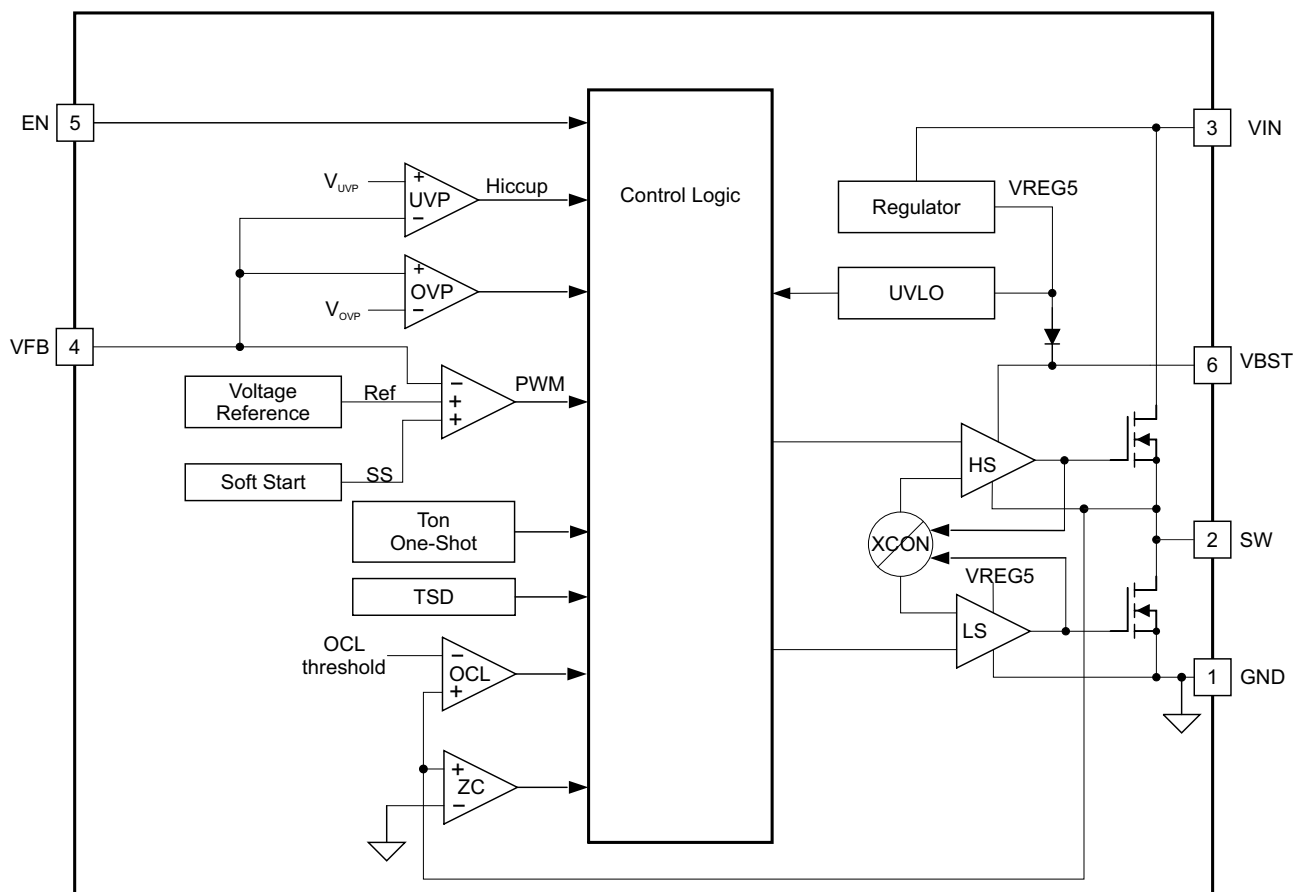 EN
5
3
VIN
V_UVP
+
UVP
−
Hiccup
Control Logic
Regulator
VREG5
+
OVP
−
V_OVP
UVLO
VFB
4
6
VBST
Voltage
Reference
Ref
−
+
+
PWM
Soft Start
SS
HS
Ton
One-Shot
XCON
2
SW
TSD
VREG5
LS
OCL
threshold
−
OCL
+
1
GND
+
ZC
−